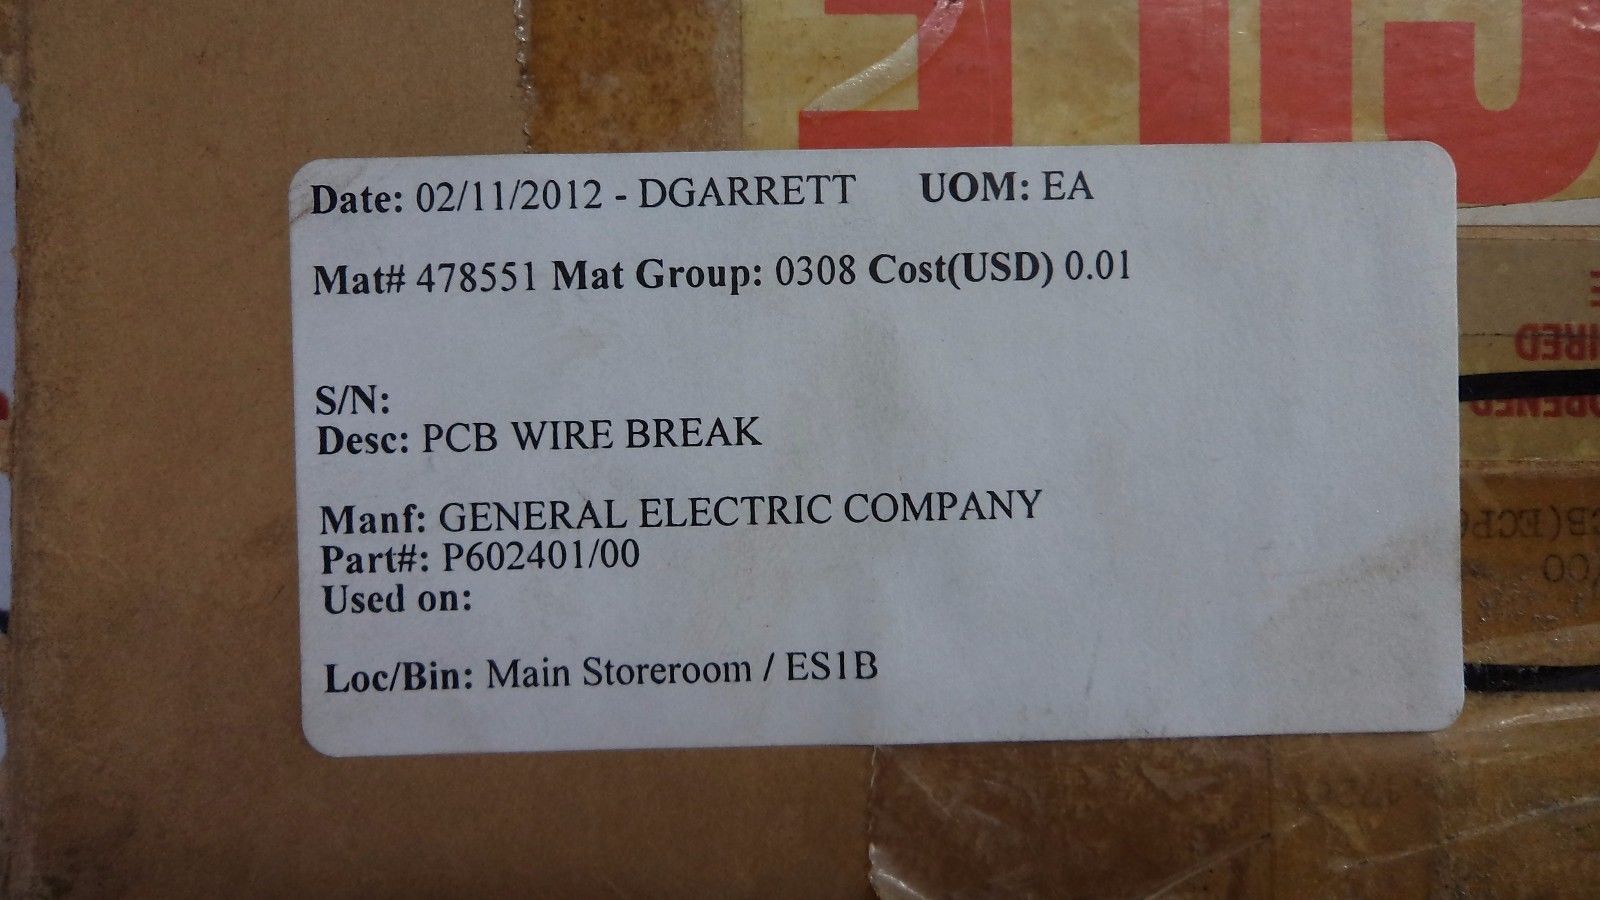 Date: 02/11/2012 - DGARRETT UOM: EA
Mat# 478551 Mat Group: 0308 Cost(USD) 0.01
S/N:
Desc: PCB WIRE BREAK
Manf: GENERAL ELECTRIC COMPANY
Part#: P602401/00
Used on:
Loc/Bin: Main Storeroom / ES1B